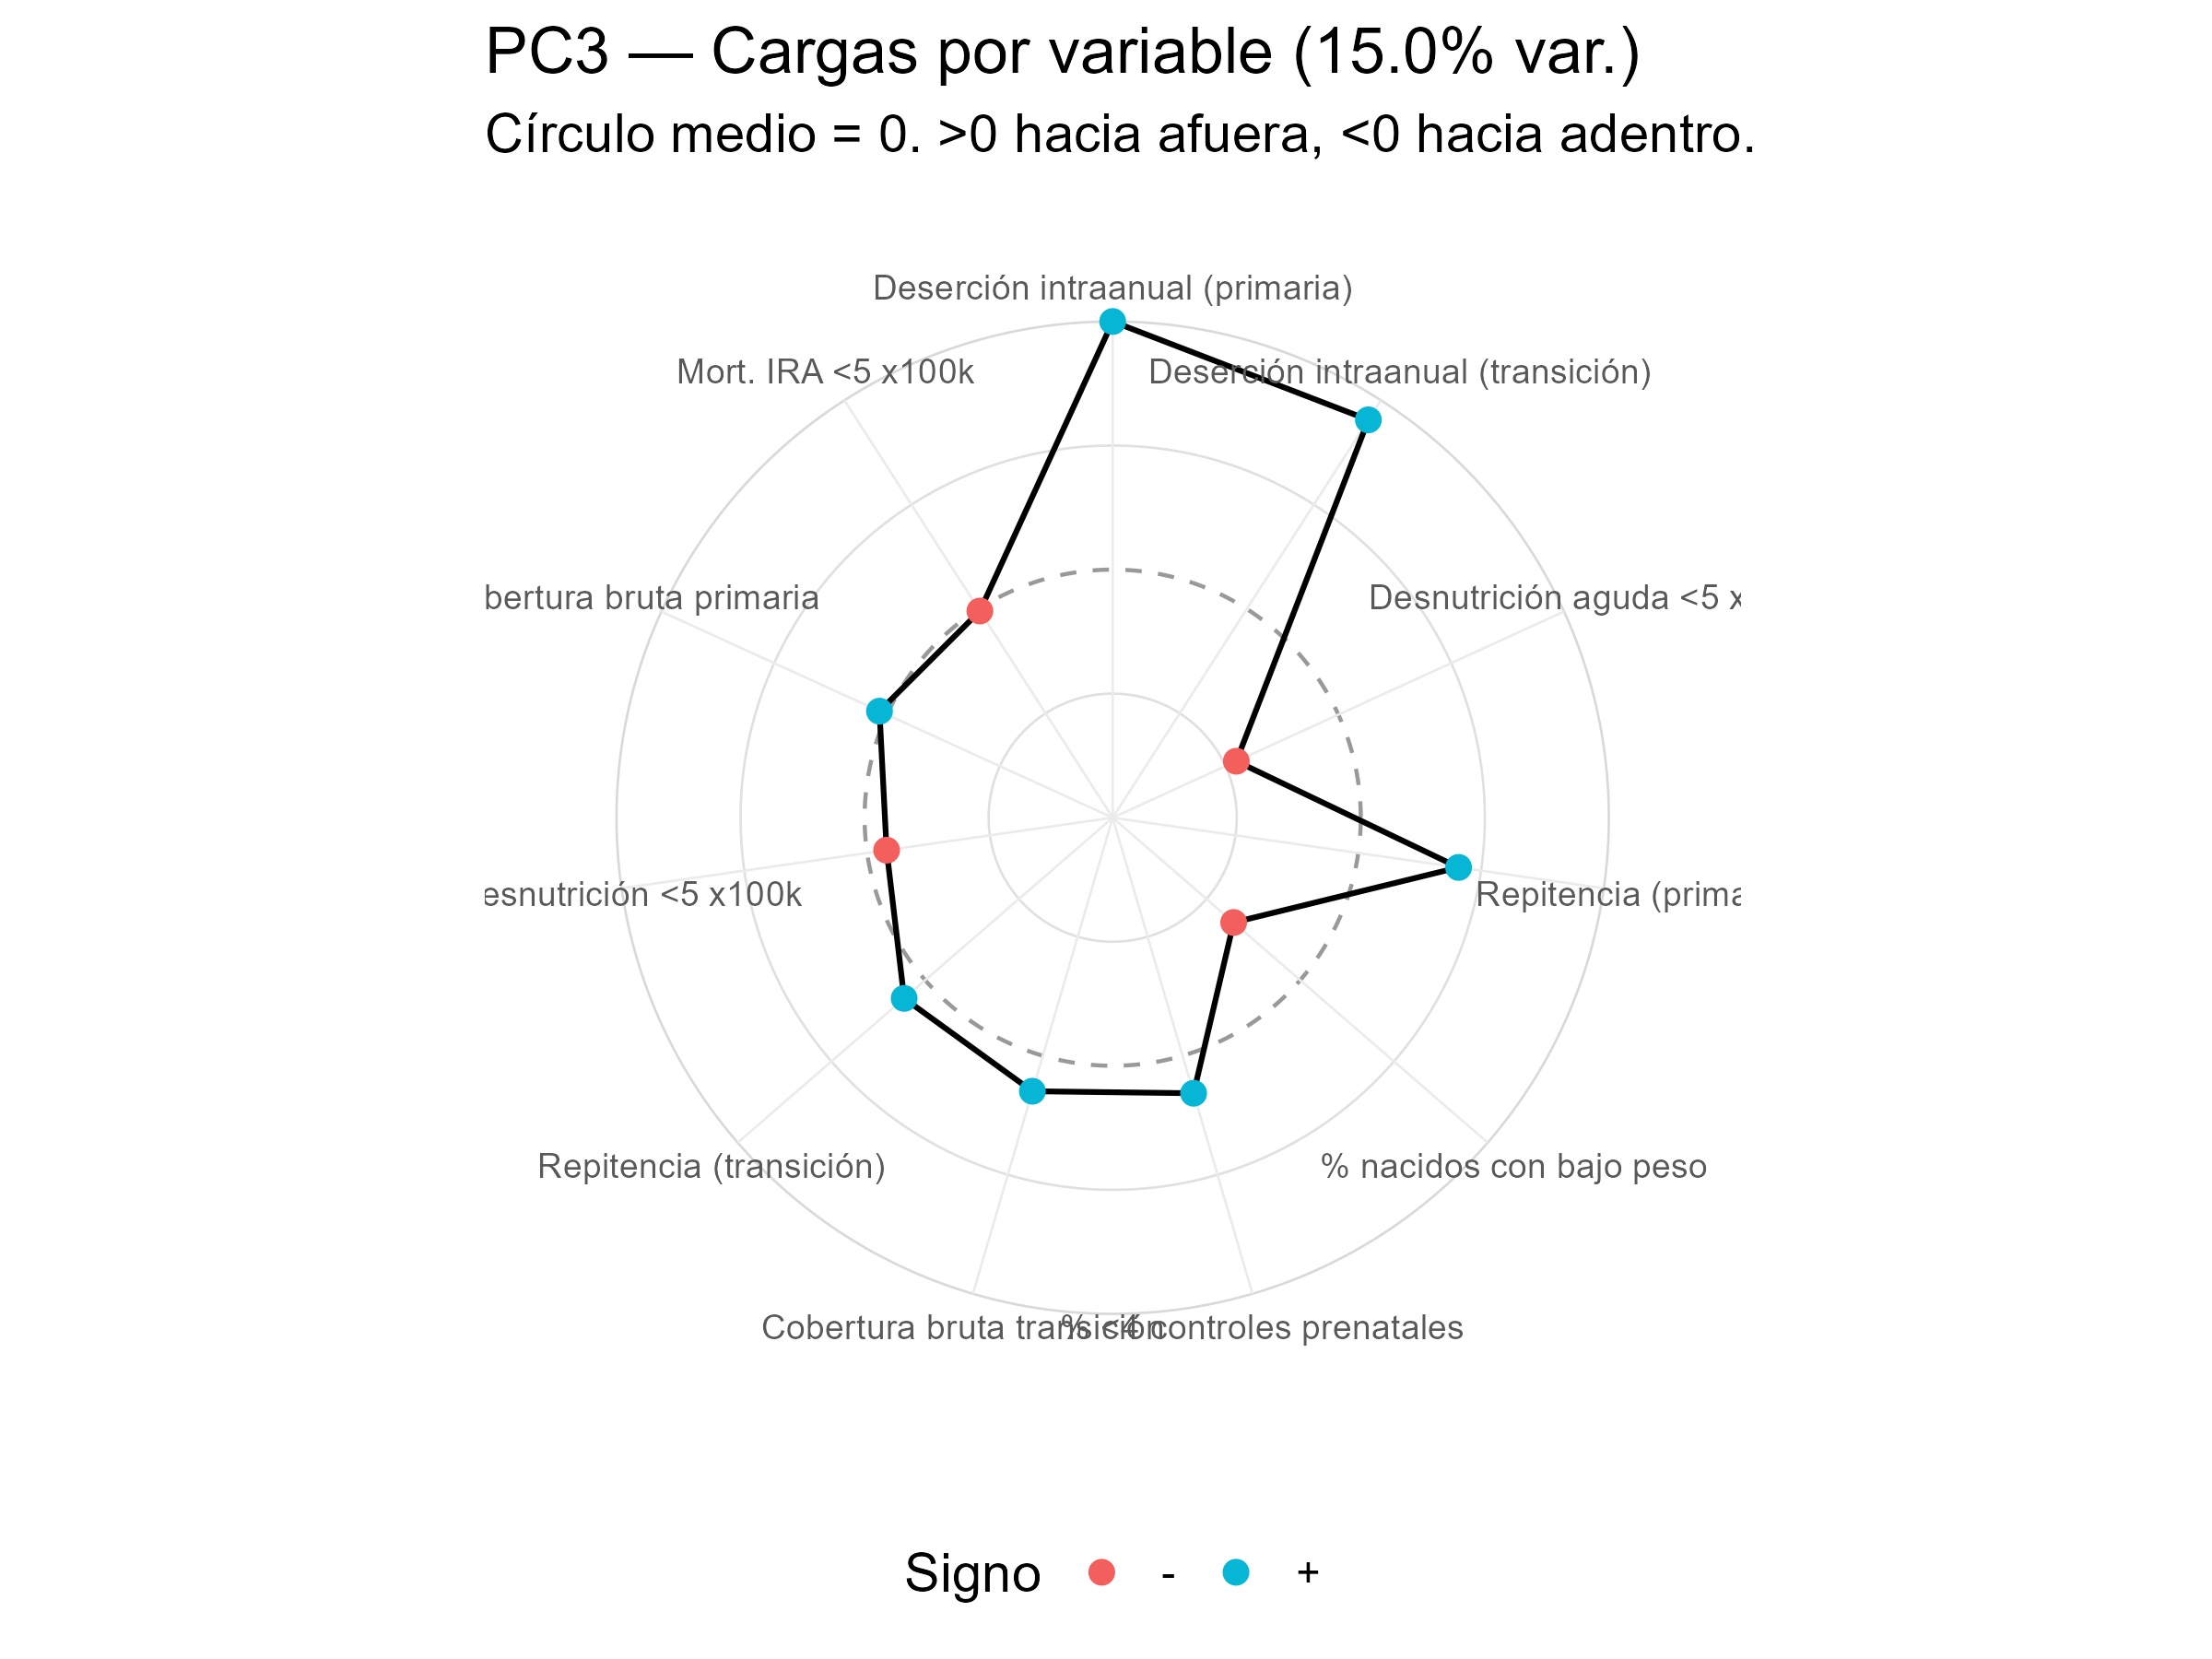 PC3 — Cargas por variable (15.0% var.)
Círculo medio = 0. >0 hacia afuera, <0 hacia adentro.
Deserción intraanual (primaria)
Mort. IRA <5 x100k
Deserción intraanual (transición)
bertura bruta primaria
Desnutrición aguda <5 x
esnutrición <5 x100k
Repitencia (prima
Repitencia (transición)
% nacidos con bajo peso
Cobertura bruta transición
% <4 controles prenatales
Signo - +